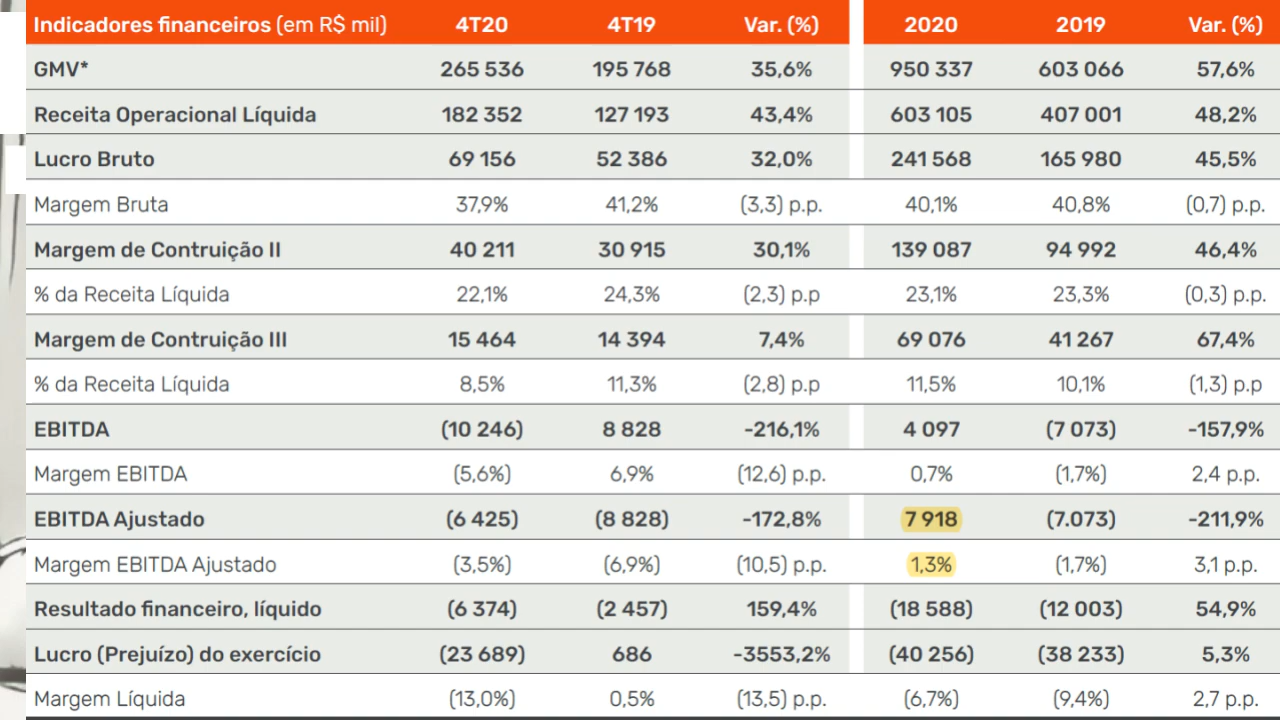 Indicadores financeiros (em R$ mil) 4T20 4T19 Var. (%) 2020 2019 Var. (%)
GMV* 265 536 195 768 35,6% 950 337 603 066 57,6%
Receita Operacional Líquida 182 352 127 193 43,4% 603 105 407 001 48,2%
Lucro Bruto 69 156 52 386 32,0% 241 568 165 980 45,5%
Margem Bruta 37,9% 41,2% (3,3) p.p. 40,1% 40,8% (0,7) p.p.
Margem de Contruição II 40 211 30 915 30,1% 139 087 94 992 46,4%
% da Receita Líquida 22,1% 24,3% (2,3) p.p 23,1% 23,3% (0,3) p.p.
Margem de Contruição III 15 464 14 394 7,4% 69 076 41 267 67,4%
% da Receita Líquida 8,5% 11,3% (2,8) p.p 11,5% 10,1% (1,3) p.p
EBITDA (10 246) 8 828 -216,1% 4 097 (7 073) -157,9%
Margem EBITDA (5,6%) 6,9% (12,6) p.p. 0,7% (1,7%) 2,4 p.p.
EBITDA Ajustado (6 425) (8 828) -172,8% 7 918 (7.073) -211,9%
Margem EBITDA Ajustado (3,5%) (6,9%) (10,5) p.p. 1,3% (1,7%) 3,1 p.p.
Resultado financeiro, líquido (6 374) (2 457) 159,4% (18 588) (12 003) 54,9%
Lucro (Prejuízo) do exercício (23 689) 686 -3553,2% (40 256) (38 233) 5,3%
Margem Líquida (13,0%) 0,5% (13,5) p.p. (6,7%) (9,4%) 2,7 p.p.